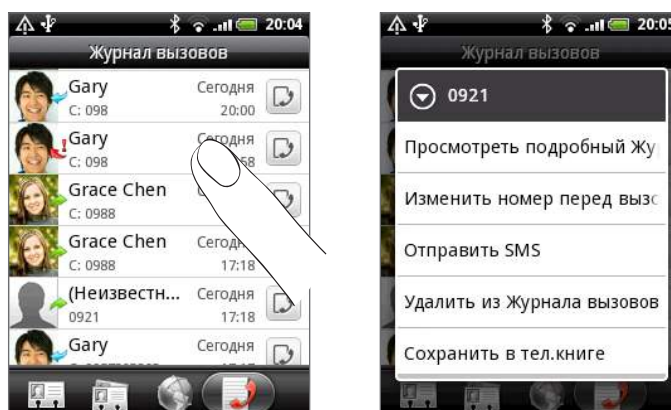 20:04
Журнал вызовов
Gary
Сегодня
C: 098
20:00
Gary
Сегодня
C: 098
58
Grace Chen
C: 0988
Grace Chen
C: 0988
17:18
(Неизвестн...
Сегодня
0921
17:18
Gary
Сегодня
20:05
Журнал вызовов
0921
Просмотреть подробный Жу
Изменить номер перед вызо
Отправить SMS
Удалить из Журнала вызовов
Сохранить в тел.книге